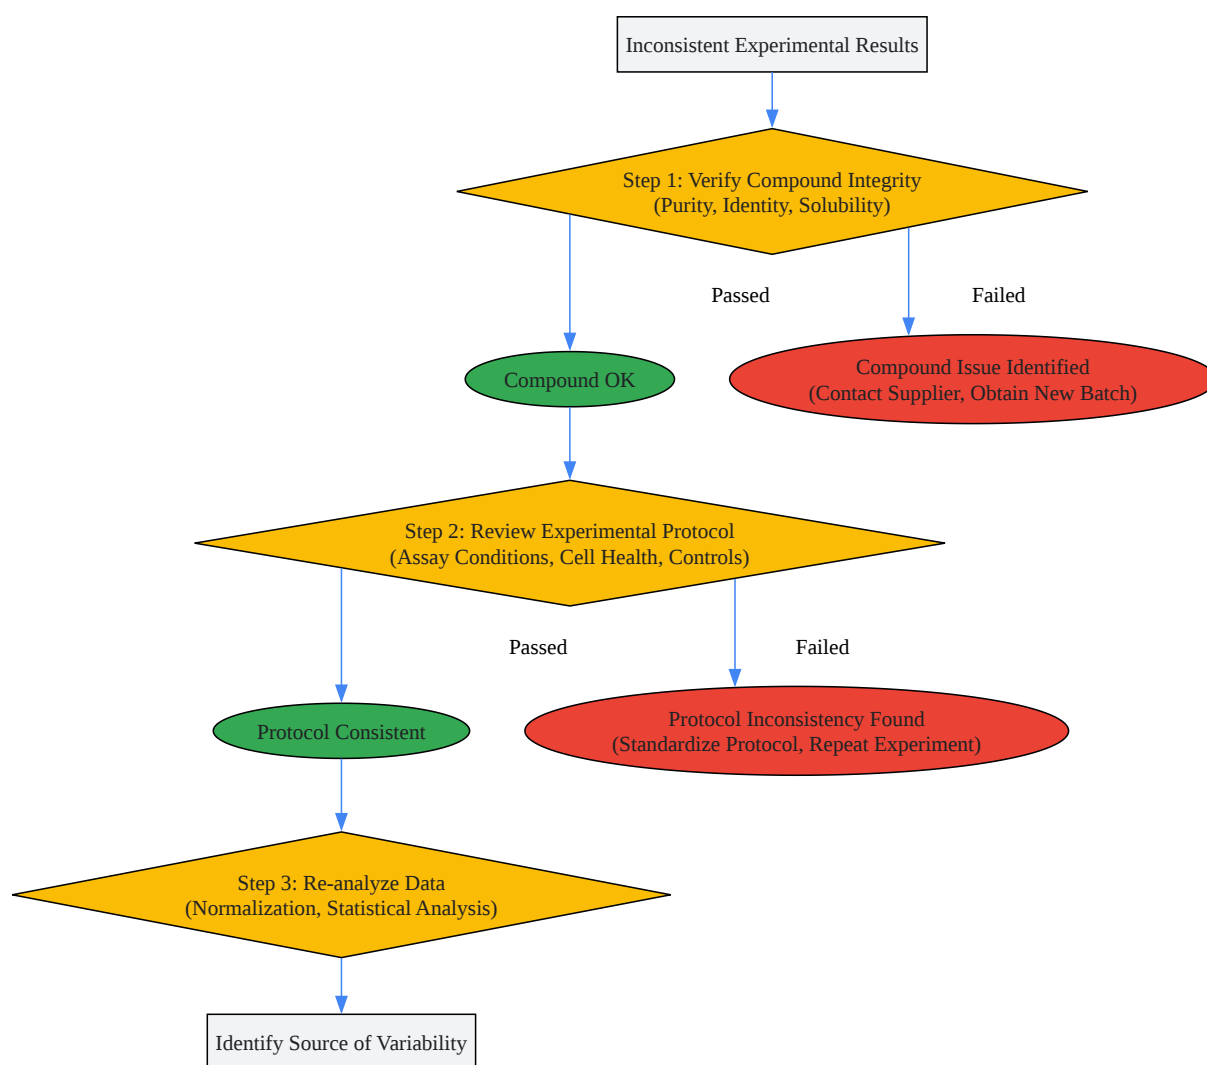 Inconsistent Experimental Results
Step 1: Verify Compound Integrity
(Purity, Identity, Solubility)
Passed
Failed
Compound OK
Compound Issue Identified
(Contact Supplier, Obtain New Batch)
Step 2: Review Experimental Protocol
(Assay Conditions, Cell Health, Controls)
Passed
Failed
Protocol Consistent
Protocol Inconsistency Found
(Standardize Protocol, Repeat Experiment)
Step 3: Re-analyze Data
(Normalization, Statistical Analysis)
Identify Source of Variability